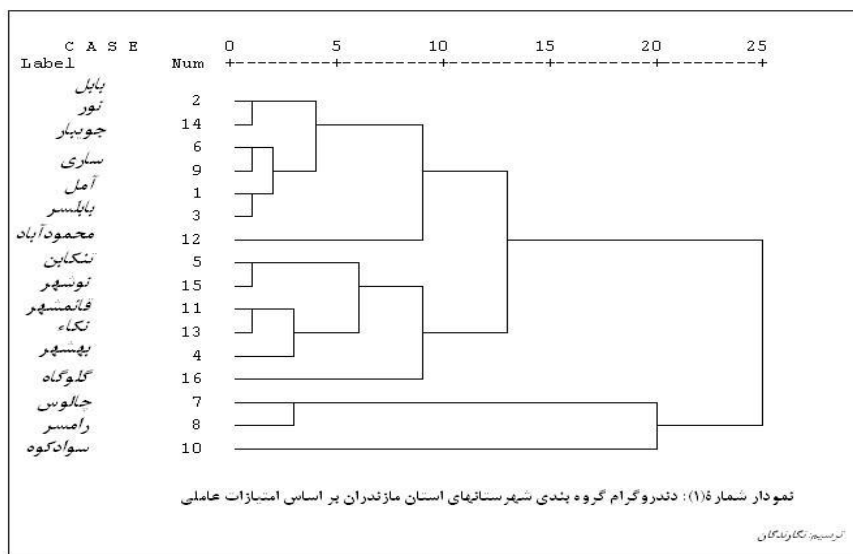 C A S E 0 5 10 15 20 25
Label Num +---------+---------+---------+---------+---------+
بابل 2
نور 14
جویبار 6
ساری 9
آمل 1
بابلسر 3
محمودآباد 12
تنکابن 5
نوشهر 15
قائمشهر 11
نکاء 13
بهشهر 4
گلوگاه 16
چالوس 7
رامسر 8
سوادکوه 10
نمودار شمارۀ(۱): دندروگرام گروه بندی شهرستانهای استان مازندران بر اساس امتیازات عاملی
ترسیم: نگارندگان